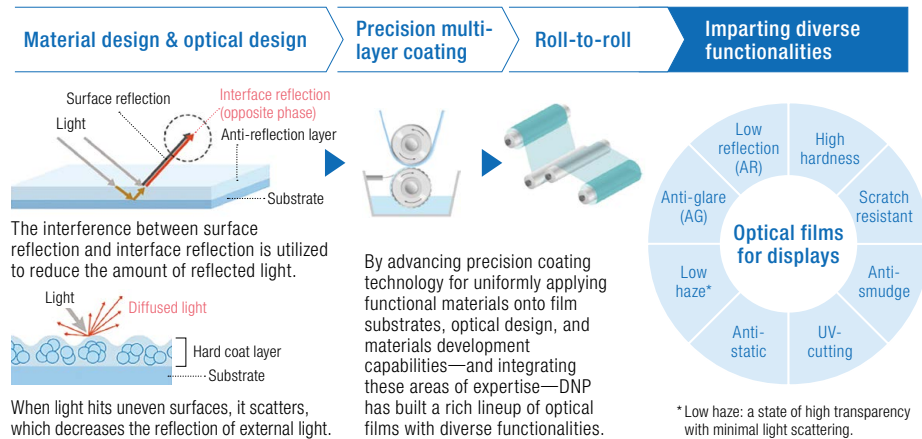 Material design & optical design
Precision multi-
layer coating
Roll-to-roll
Imparting diverse
functionalities
Surface reflection
Interface reflection
(opposite phase)
Light
Anti-reflection layer
Substrate
The interference between surface
reflection and interface reflection is utilized
to reduce the amount of reflected light.
Light
Diffused light
Hard coat layer
Substrate
When light hits uneven surfaces, it scatters,
which decreases the reflection of external light.
By advancing precision coating
technology for uniformly applying
functional materials onto film
substrates, optical design, and
materials development
capabilities—and integrating
these areas of expertise—DNP
has built a rich lineup of optical
films with diverse functionalities.
Optical films
for displays
Low
reflection
(AR)
High
hardness
Scratch
resistant
Anti-
smudge
UV-
cutting
Anti-
static
Low
haze*
Anti-glare
(AG)
* Low haze: a state of high transparency
with minimal light scattering.